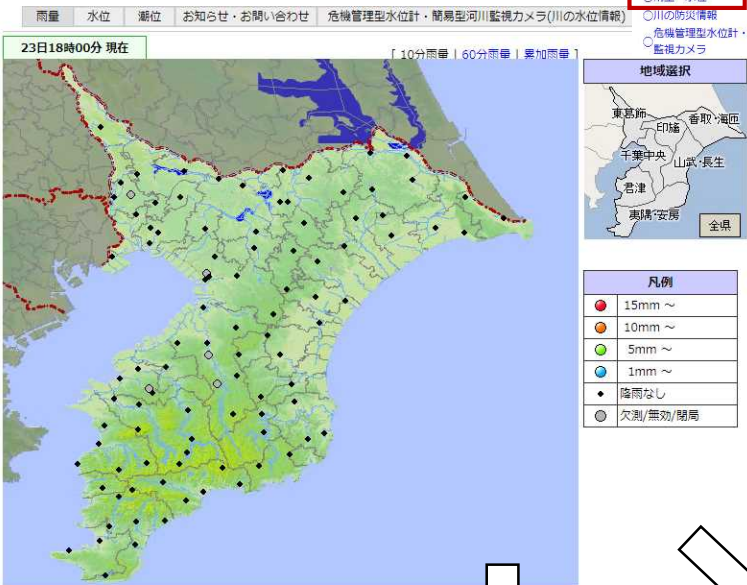 雨量 水位 潮位 お知らせ・お問い合わせ 危機管理型水位計・簡易型河川監視カメラ(川の水位情報)
○川の防災情報
○危機管理型水位計・
監視カメラ
23日18時00分 現在
[ 10分雨量 | 60分雨量 | 累加雨量 ]
地域選択
東葛飾
印旛
香取・海匝
千葉中央
山武・長生
君津
夷隅・安房
全県
凡例
15mm ～
10mm ～
5mm ～
1mm ～
降雨なし
欠測/無効/閉局